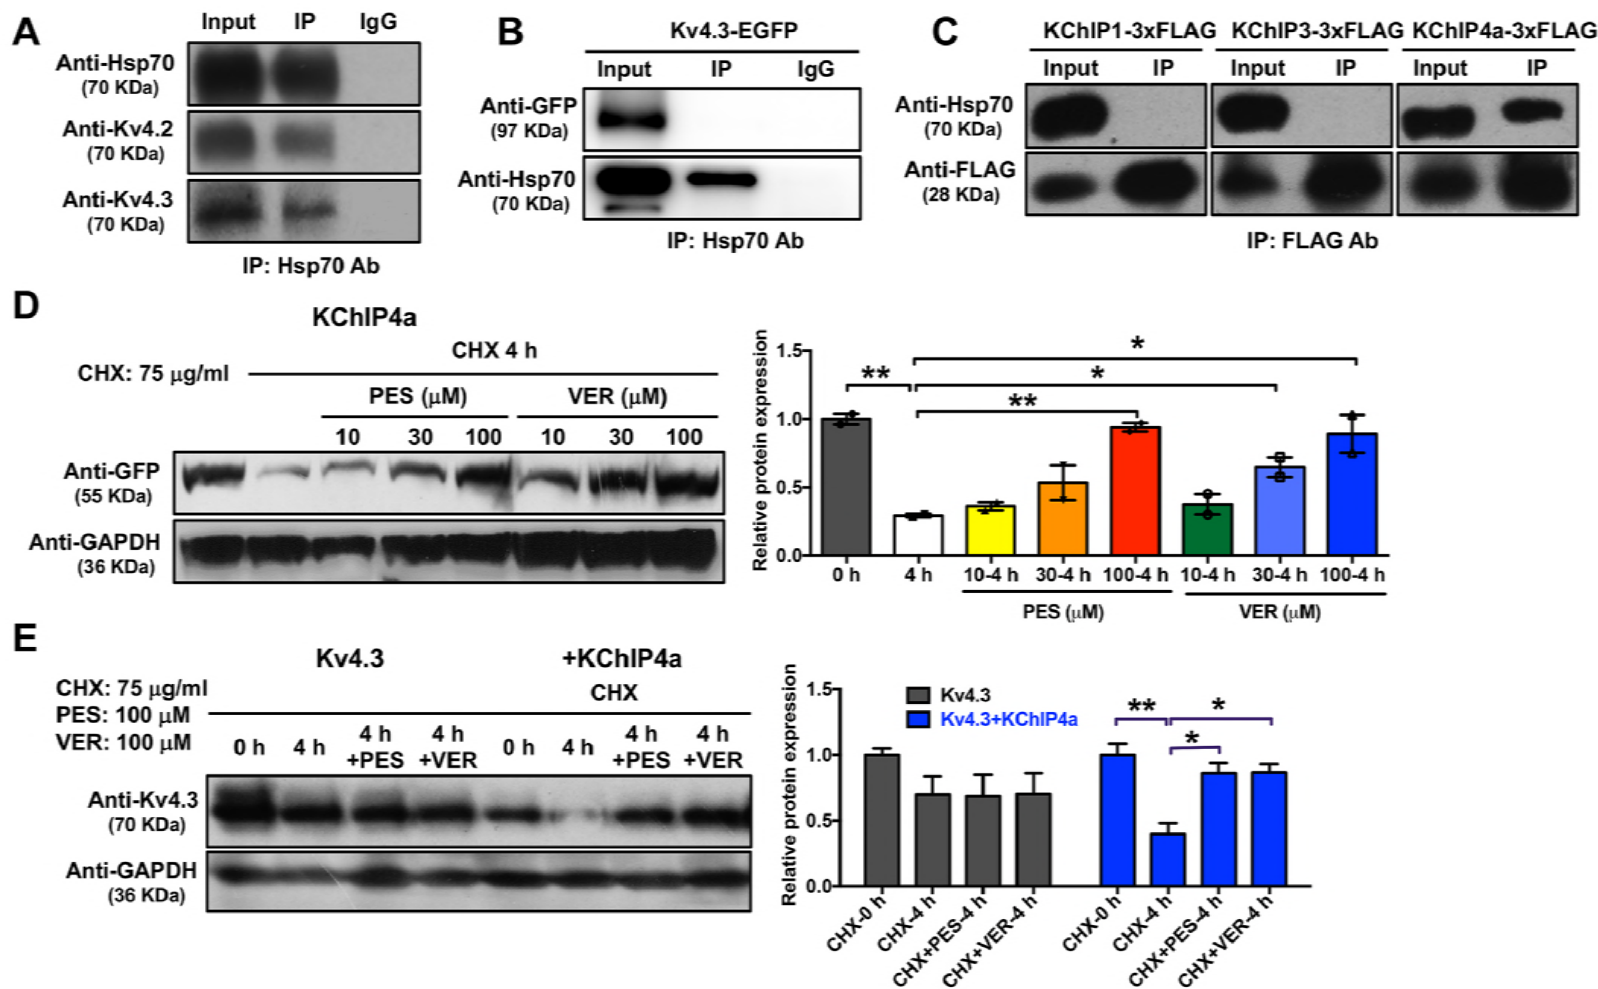 A
Input IP IgG
Anti-Hsp70
(70 KDa)
Anti-Kv4.2
(70 KDa)
Anti-Kv4.3
(70 KDa)
IP: Hsp70 Ab
B
Kv4.3-EGFP
Input IP IgG
Anti-GFP
(97 KDa)
Anti-Hsp70
(70 KDa)
IP: Hsp70 Ab
C
KChIP1-3xFLAG KChIP3-3xFLAG KChIP4a-3xFLAG
Input IP Input IP Input IP
Anti-Hsp70
(70 KDa)
Anti-FLAG
(28 KDa)
IP: FLAG Ab
D
KChIP4a
CHX 4 h
CHX: 75 μg/ml
PES (μM) VER (μM)
10 30 100 10 30 100
Anti-GFP
(55 KDa)
Anti-GAPDH
(36 KDa)
Relative protein expression
1.5
1.0
0.5
0.0
*
** *
**
0 h 4 h 10-4 h 30-4 h 100-4 h 10-4 h 30-4 h 100-4 h
PES (μM) VER (μM)
E
Kv4.3 +KChIP4a
CHX: 75 μg/ml
PES: 100 μM
VER: 100 μM
CHX
0 h 4 h 4 h +PES 4 h +VER 0 h 4 h 4 h +PES 4 h +VER
Anti-Kv4.3
(70 KDa)
Anti-GAPDH
(36 KDa)
Relative protein expression
1.5
1.0
0.5
0.0
Kv4.3
Kv4.3+KChIP4a
** *
*
CHX-0 h
CHX-4 h
CHX+PES-4 h
CHX+VER-4 h
CHX-0 h
CHX-4 h
CHX+PES-4 h
CHX+VER-4 h